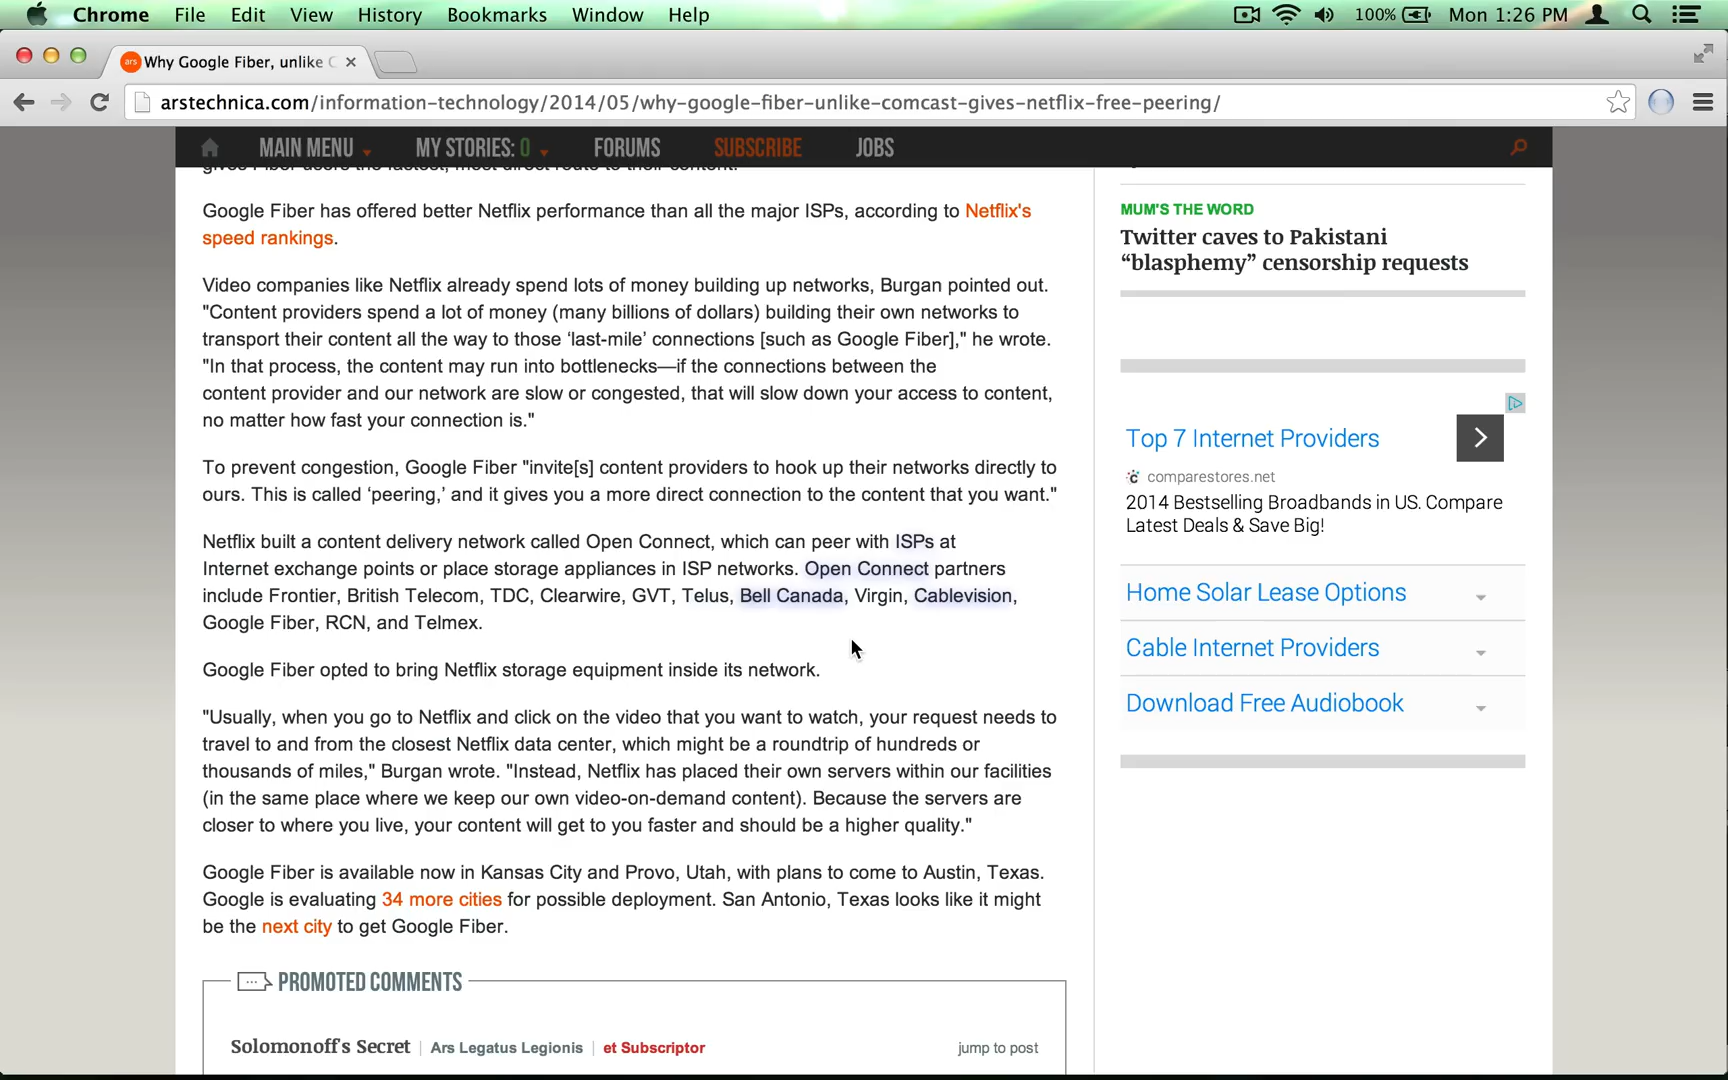 Chrome File Edit View History Bookmarks Window Help 100% Mon 1:26 PM
ars Why Google Fiber, unlike C
arstechnica.com/information-technology/2014/05/why-google-fiber-unlike-comcast-gives-netflix-free-peering/
MAIN MENU MY STORIES: 0 FORUMS SUBSCRIBE JOBS
gives Fiber users the fastest, most direct route to their content.
Google Fiber has offered better Netflix performance than all the major ISPs, according to Netflix's
speed rankings.
Video companies like Netflix already spend lots of money building up networks, Burgan pointed out.
"Content providers spend a lot of money (many billions of dollars) building their own networks to
transport their content all the way to those ‘last-mile’ connections [such as Google Fiber]," he wrote.
"In that process, the content may run into bottlenecks—if the connections between the
content provider and our network are slow or congested, that will slow down your access to content,
no matter how fast your connection is."
To prevent congestion, Google Fiber "invite[s] content providers to hook up their networks directly to
ours. This is called ‘peering,’ and it gives you a more direct connection to the content that you want."
Netflix built a content delivery network called Open Connect, which can peer with ISPs at
Internet exchange points or place storage appliances in ISP networks. Open Connect partners
include Frontier, British Telecom, TDC, Clearwire, GVT, Telus, Bell Canada, Virgin, Cablevision,
Google Fiber, RCN, and Telmex.
Google Fiber opted to bring Netflix storage equipment inside its network.
"Usually, when you go to Netflix and click on the video that you want to watch, your request needs to
travel to and from the closest Netflix data center, which might be a roundtrip of hundreds or
thousands of miles," Burgan wrote. "Instead, Netflix has placed their own servers within our facilities
(in the same place where we keep our own video-on-demand content). Because the servers are
closer to where you live, your content will get to you faster and should be a higher quality."
Google Fiber is available now in Kansas City and Provo, Utah, with plans to come to Austin, Texas.
Google is evaluating 34 more cities for possible deployment. San Antonio, Texas looks like it might
be the next city to get Google Fiber.
PROMOTED COMMENTS
Solomonoff's Secret | Ars Legatus Legionis | et Subscriptor jump to post
MUM'S THE WORD
Twitter caves to Pakistani
“blasphemy” censorship requests
Top 7 Internet Providers
comparestores.net
2014 Bestselling Broadbands in US. Compare
Latest Deals & Save Big!
Home Solar Lease Options
Cable Internet Providers
Download Free Audiobook